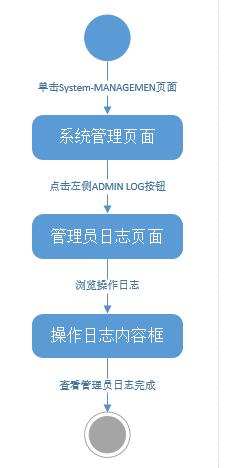 单击System-MANAGEMEN页面
系统管理页面
点击左侧ADMIN LOG按钮
管理员日志页面
浏览操作日志
操作日志内容框
查看管理员日志完成